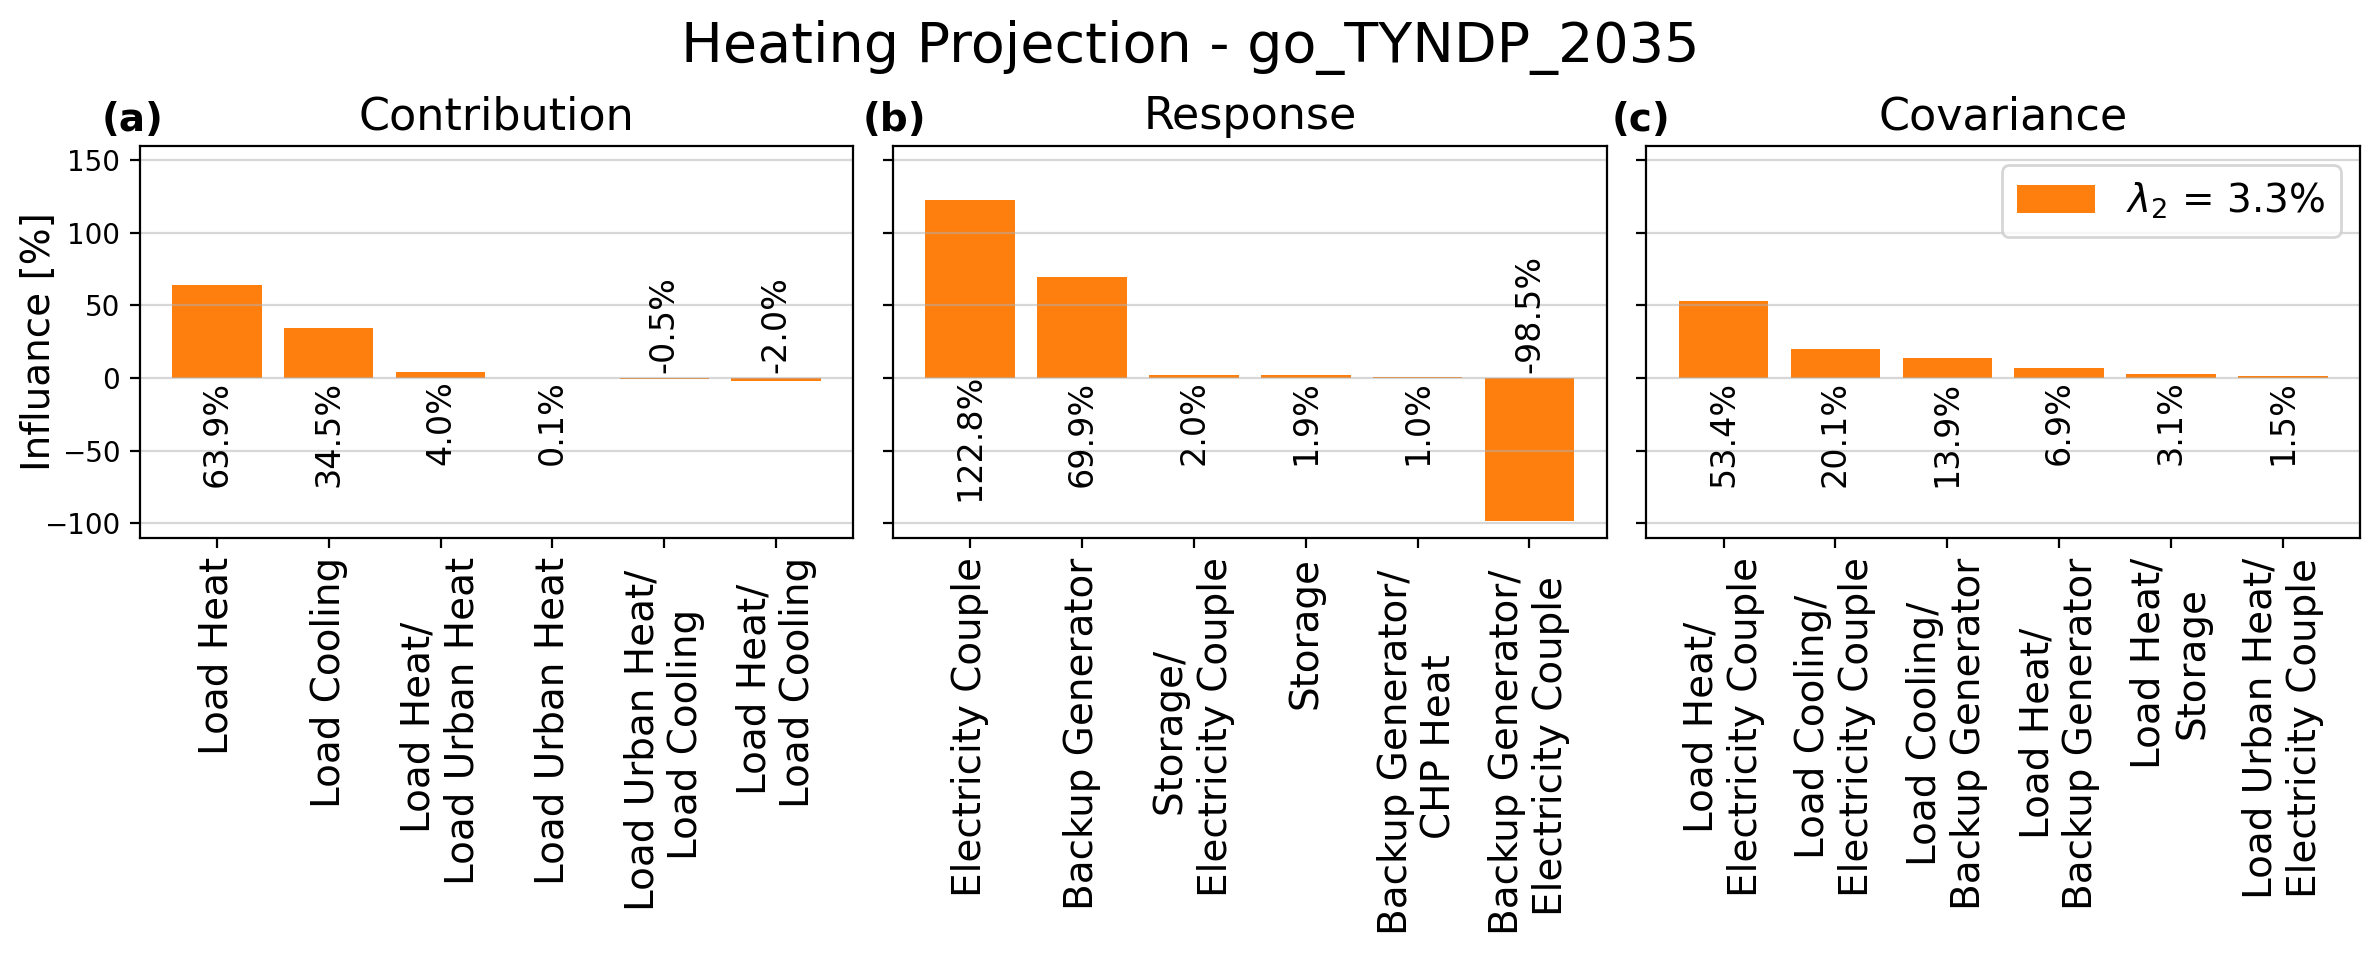 Heating Projection - go_TYNDP_2035
(a)
Contribution
Influance [%]
150
100
50
0
−50
−100
63.9%
34.5%
4.0%
0.1%
-0.5%
-2.0%
Load Heat
Load Cooling
Load Heat/
Load Urban Heat
Load Urban Heat
Load Urban Heat/
Load Cooling
Load Heat/
Load Cooling
(b)
Response
122.8%
69.9%
2.0%
1.9%
1.0%
-98.5%
Electricity Couple
Backup Generator
Storage/
Electricity Couple
Storage
Backup Generator/
CHP Heat
Backup Generator/
Electricity Couple
(c)
Covariance
λ₂ = 3.3%
53.4%
20.1%
13.9%
6.9%
3.1%
1.5%
Load Heat/
Electricity Couple
Load Cooling/
Electricity Couple
Load Cooling/
Backup Generator
Load Heat/
Backup Generator
Load Heat/
Storage
Load Urban Heat/
Electricity Couple